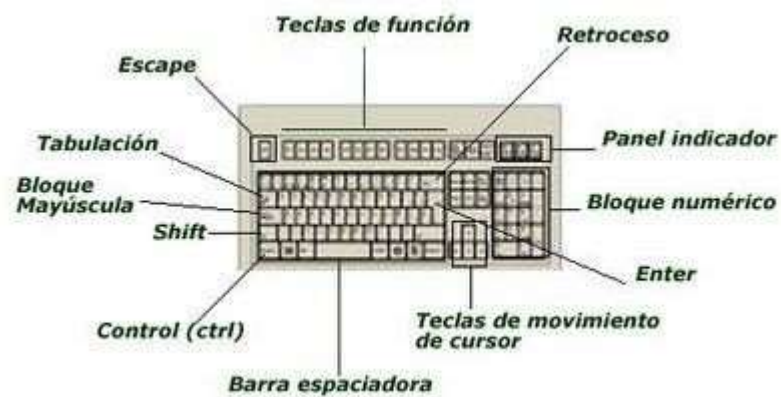 Teclas de función
Retroceso
Escape
Panel indicador
Tabulación
Bloque
Mayúscula
Bloque numérico
Shift
Enter
Control (ctrl)
Teclas de movimiento
de cursor
Barra espaciadora